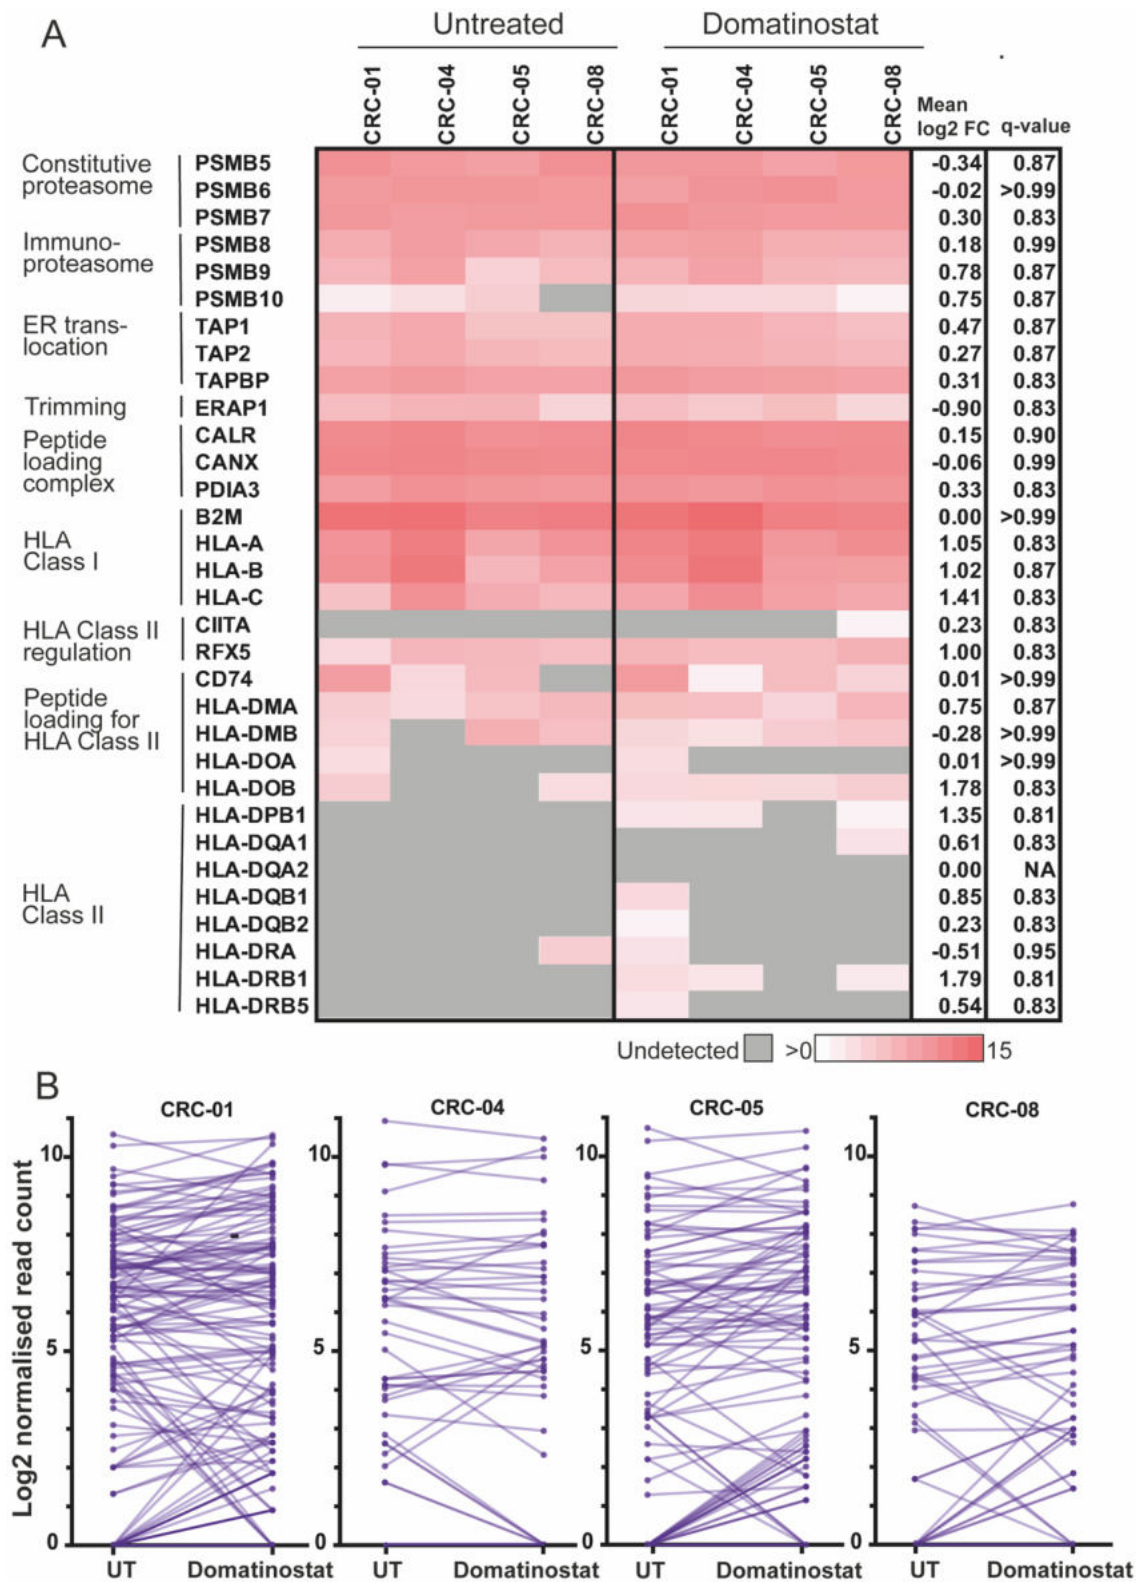 A
Untreated Domatinostat
CRC-01 CRC-04 CRC-05 CRC-08 CRC-01 CRC-04 CRC-05 CRC-08
Mean
log2 FC q-value
Constitutive
proteasome
PSMB5 -0.34 0.87
PSMB6 -0.02 >0.99
PSMB7 0.30 0.83
Immuno-
proteasome
PSMB8 0.18 0.99
PSMB9 0.78 0.87
PSMB10 0.75 0.87
ER trans-
location
TAP1 0.47 0.87
TAP2 0.27 0.87
TAPBP 0.31 0.83
Trimming
ERAP1 -0.90 0.83
Peptide
loading
complex
CALR 0.15 0.90
CANX -0.06 0.99
PDIA3 0.33 0.83
HLA
Class I
B2M 0.00 >0.99
HLA-A 1.05 0.83
HLA-B 1.02 0.87
HLA-C 1.41 0.83
HLA Class II
regulation
CIITA 0.23 0.83
RFX5 1.00 0.83
Peptide
loading for
HLA Class II
CD74 0.01 >0.99
HLA-DMA 0.75 0.87
HLA-DMB -0.28 >0.99
HLA-DOA 0.01 >0.99
HLA-DOB 1.78 0.83
HLA
Class II
HLA-DPB1 1.35 0.81
HLA-DQA1 0.61 0.83
HLA-DQA2 0.00 NA
HLA-DQB1 0.85 0.83
HLA-DQB2 0.23 0.83
HLA-DRA -0.51 0.95
HLA-DRB1 1.79 0.81
HLA-DRB5 0.54 0.83
Undetected >0 15
B
CRC-01 CRC-04 CRC-05 CRC-08
Log2 normalised read count
10 10 10 10
5 5 5 5
0 0 0 0
UT Domatinostat UT Domatinostat UT Domatinostat UT Domatinostat